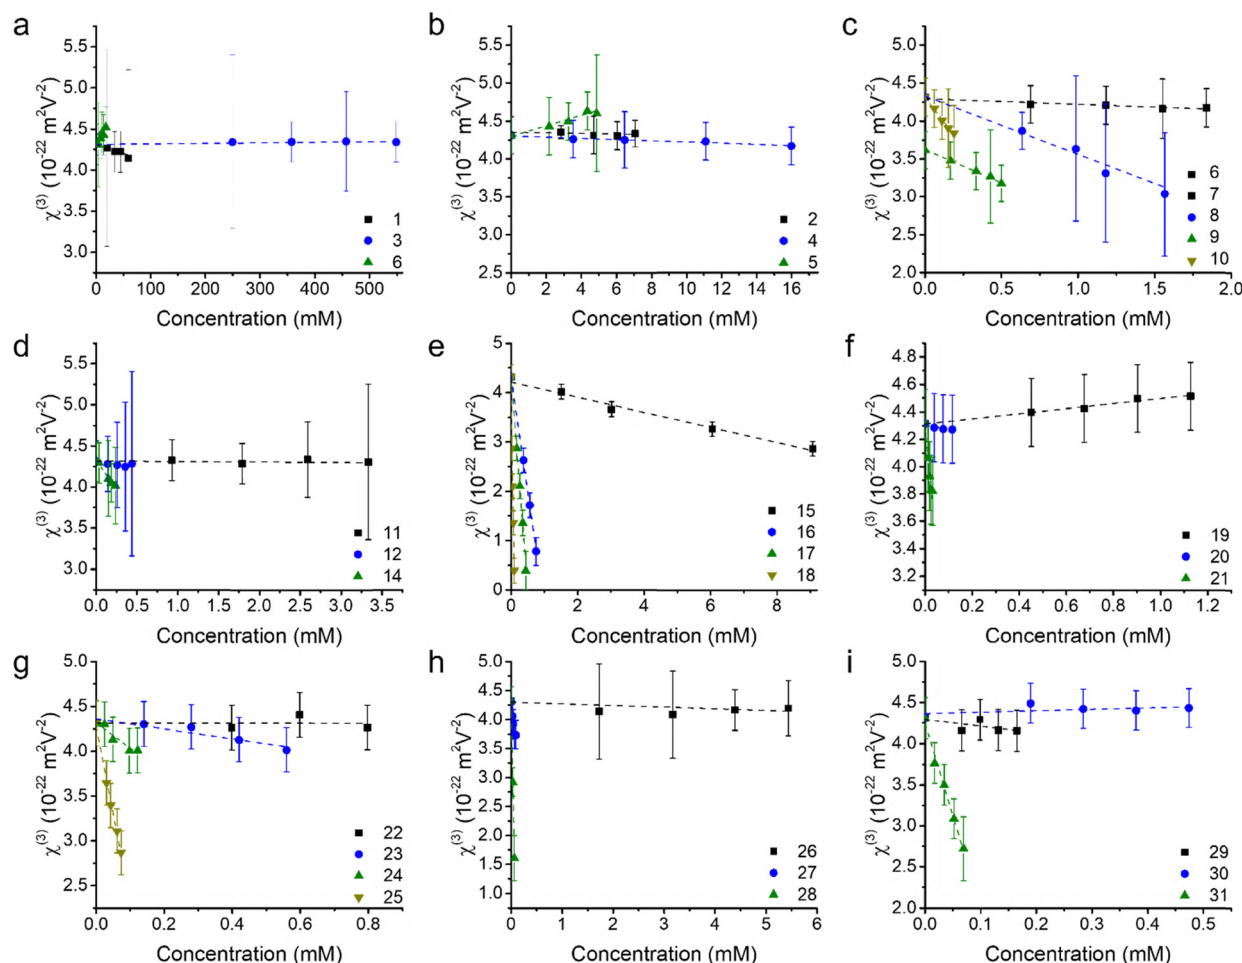 a
χ(3) (10-22 m2V-2)
5.5
5.0
4.5
4.0
3.5
3.0
1
3
6
0 100 200 300 400 500
Concentration (mM)
b
χ(3) (10-22 m2V-2)
5.5
5.0
4.5
4.0
3.5
3.0
2.5
2
4
5
0 2 4 6 8 10 12 14 16
Concentration (mM)
c
χ(3) (10-22 m2V-2)
4.5
4.0
3.5
3.0
2.5
2.0
6
7
8
9
10
0.0 0.5 1.0 1.5 2.0
Concentration (mM)
d
χ(3) (10-22 m2V-2)
5.5
5.0
4.5
4.0
3.5
3.0
11
12
14
0.0 0.5 1.0 1.5 2.0 2.5 3.0 3.5
Concentration (mM)
e
χ(3) (10-22 m2V-2)
5
4
3
2
1
0
15
16
17
18
0 2 4 6 8
Concentration (mM)
f
χ(3) (10-22 m2V-2)
4.8
4.6
4.4
4.2
4.0
3.8
3.6
3.4
3.2
19
20
21
0.0 0.2 0.4 0.6 0.8 1.0 1.2
Concentration (mM)
g
χ(3) (10-22 m2V-2)
5.0
4.5
4.0
3.5
3.0
2.5
22
23
24
25
0.0 0.2 0.4 0.6 0.8
Concentration (mM)
h
χ(3) (10-22 m2V-2)
5.0
4.5
4.0
3.5
3.0
2.5
2.0
1.5
1.0
26
27
28
0 1 2 3 4 5 6
Concentration (mM)
i
χ(3) (10-22 m2V-2)
5.0
4.5
4.0
3.5
3.0
2.5
2.0
29
30
31
0.0 0.1 0.2 0.3 0.4 0.5
Concentration (mM)